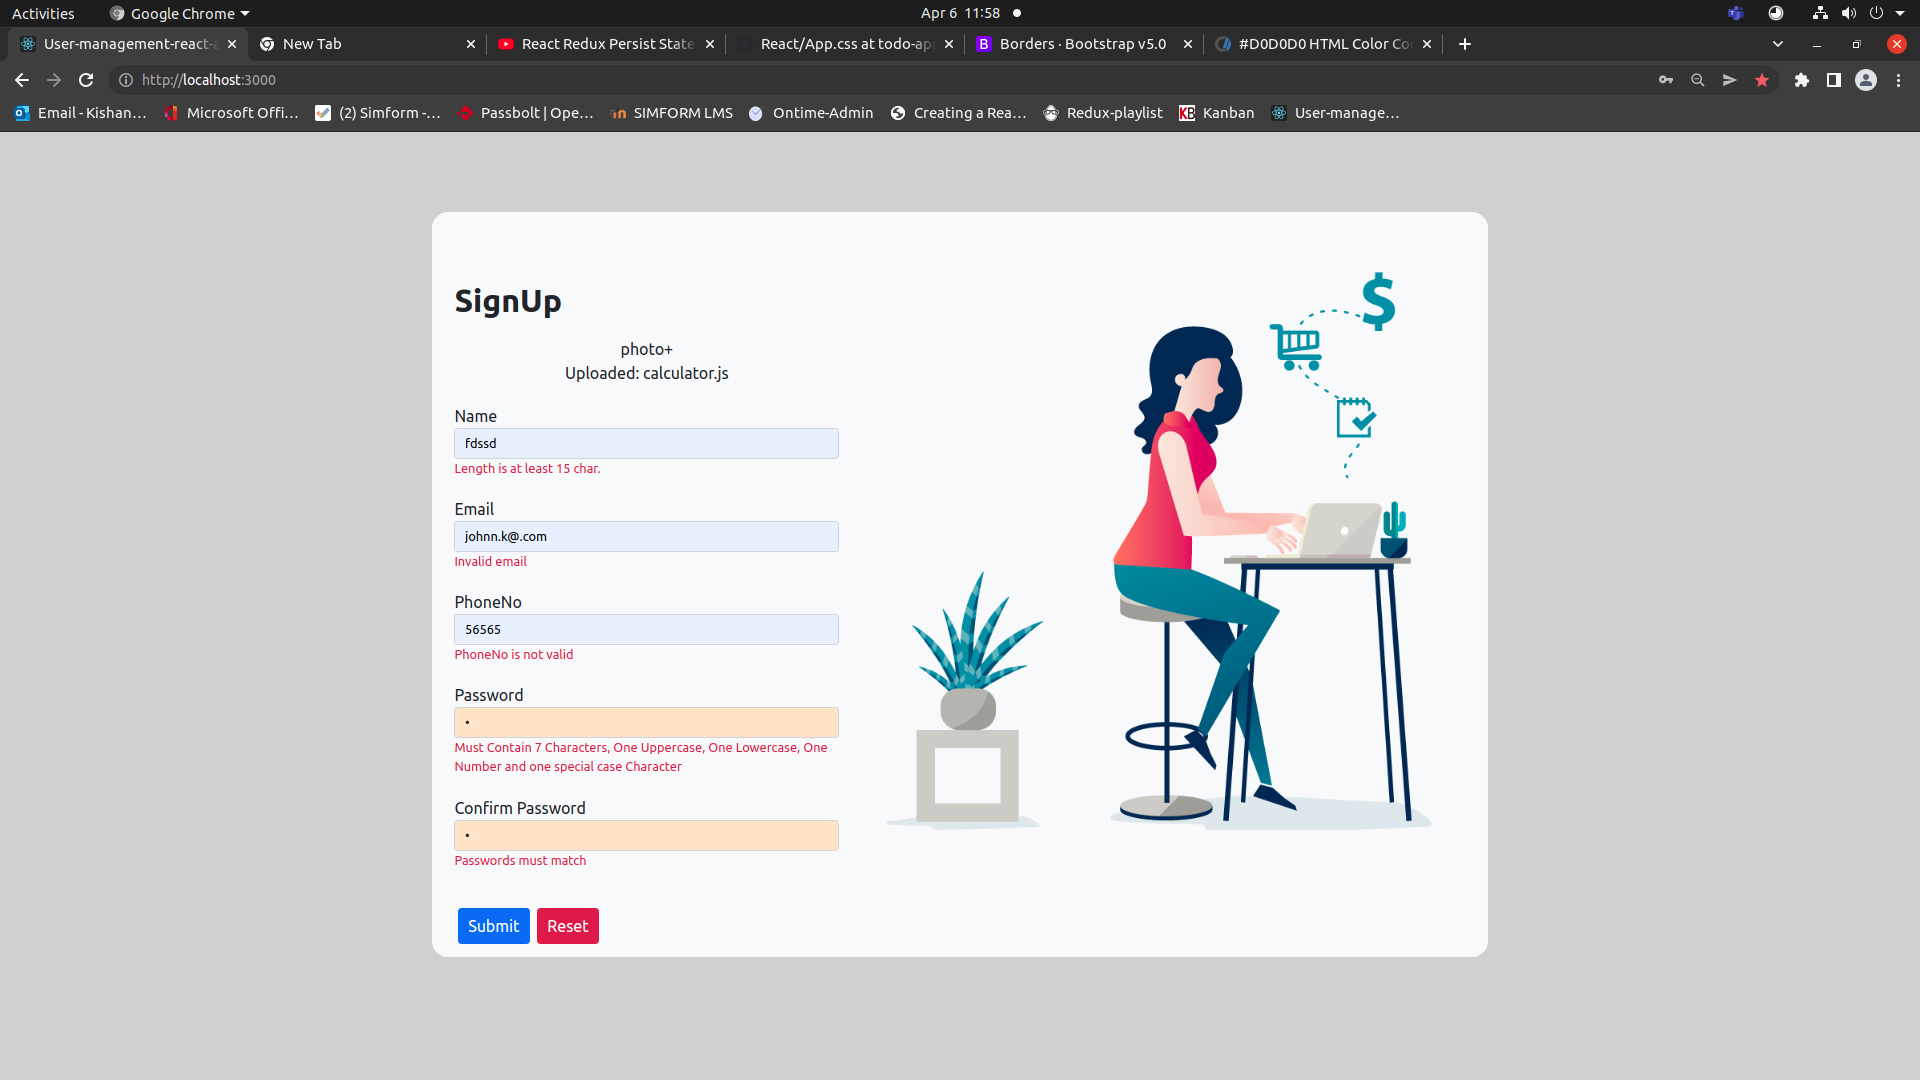 Activities
Google Chrome
Apr 6 11:58
User-management-react-a
New Tab
React Redux Persist State
React/App.css at todo-ap
B Borders · Bootstrap v5.0
#D0D0D0 HTML Color Co
http://localhost:3000
Email - Kishan...
Microsoft Offi...
(2) Simform -...
Passbolt | Ope...
SIMFORM LMS
Ontime-Admin
Creating a Rea...
Redux-playlist
KB Kanban
User-manage...
SignUp
photo+
Uploaded: calculator.js
Name
fdssd
Length is at least 15 char.
Email
johnn.k@.com
Invalid email
PhoneNo
56565
PhoneNo is not valid
Password
•
Must Contain 7 Characters, One Uppercase, One Lowercase, One
Number and one special case Character
Confirm Password
•
Passwords must match
Submit
Reset
$